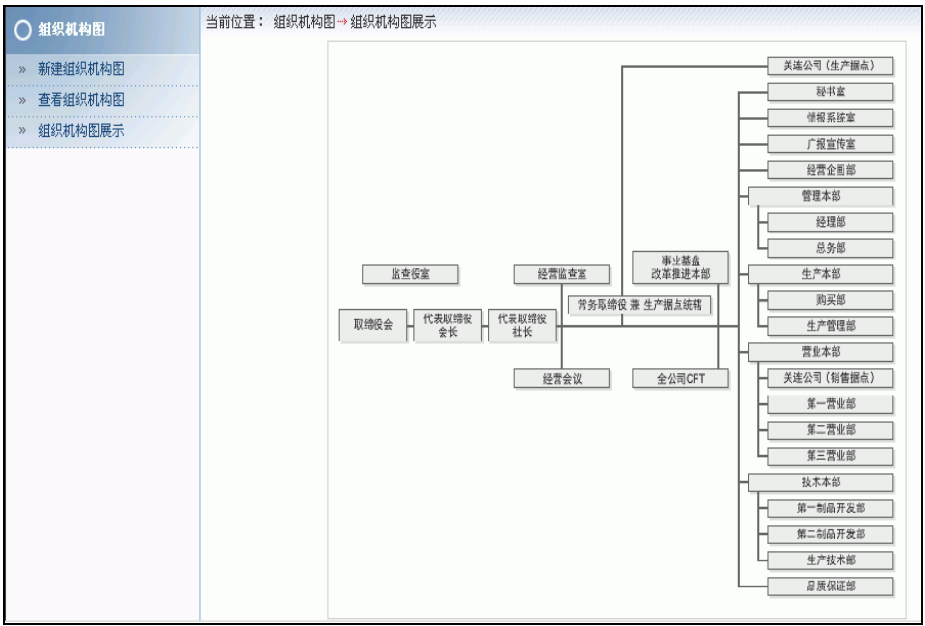 组织机构图
新建组织机构图
查看组织机构图
组织机构图展示
当前位置： 组织机构图→组织机构图展示
关连公司（生产据点）
秘书室
情报系统室
广报宣传室
经营企画部
管理本部
经理部
总务部
监查役室
经营监查室
事业基盘
改革推进本部
生产本部
常务取缔役 兼 生产据点统辖
购买部
取缔役会
代表取缔役
会长
代表取缔役
社长
生产管理部
营业本部
经营会议
全公司CFT
关连公司（销售据点）
第一营业部
第二营业部
第三营业部
技术本部
第一制品开发部
第二制品开发部
生产技术部
品质保证部